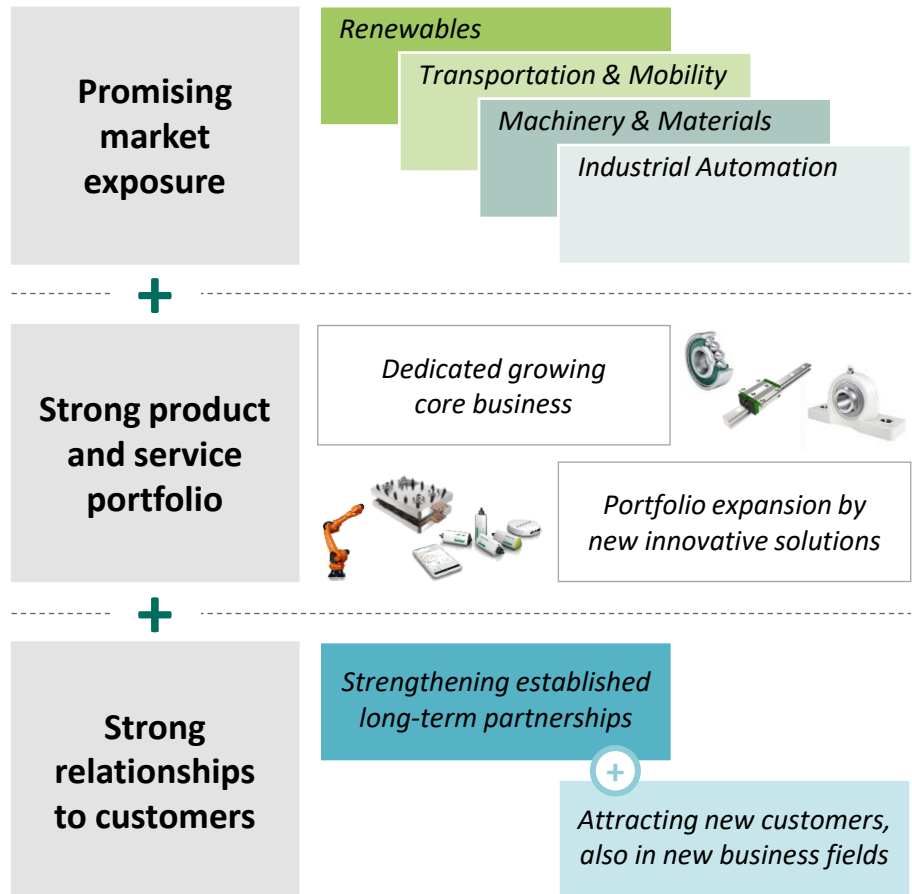 Promising
market
exposure
Renewables
Transportation & Mobility
Machinery & Materials
Industrial Automation
+
Strong product
and service
portfolio
Dedicated growing
core business
Portfolio expansion by
new innovative solutions
+
Strong
relationships
to customers
Strengthening established
long-term partnerships
+
Attracting new customers,
also in new business fields